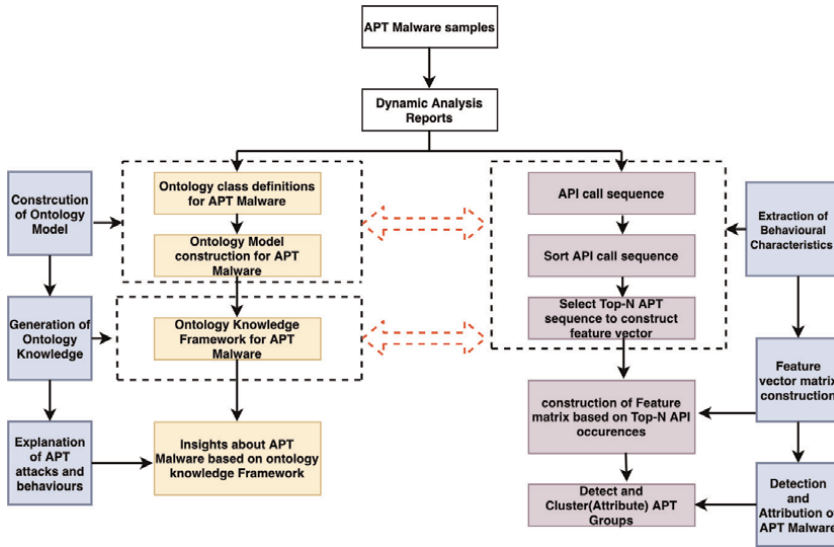 APT Malware samples
Dynamic Analysis
Reports
Constrcution of Ontology
Model
Ontology class definitions
for APT Malware
Ontology Model
construction for APT
Malware
Generation of
Ontology
Knowledge
Ontology Knowledge
Framework for APT
Malware
Explanation
of APT
attacks and
behaviours
Insights about APT
Malware based on ontology
knowledge Framework
API call sequence
Sort API call sequence
Select Top-N APT
sequence to construct
feature vector
construction of Feature
matrix based on Top-N API
occurences
Detect and
Cluster(Attribute) APT
Groups
Extraction of
Behavioural
Characteristics
Feature
vector matrix
construction
Detection
and
Attribution of
APT Malware